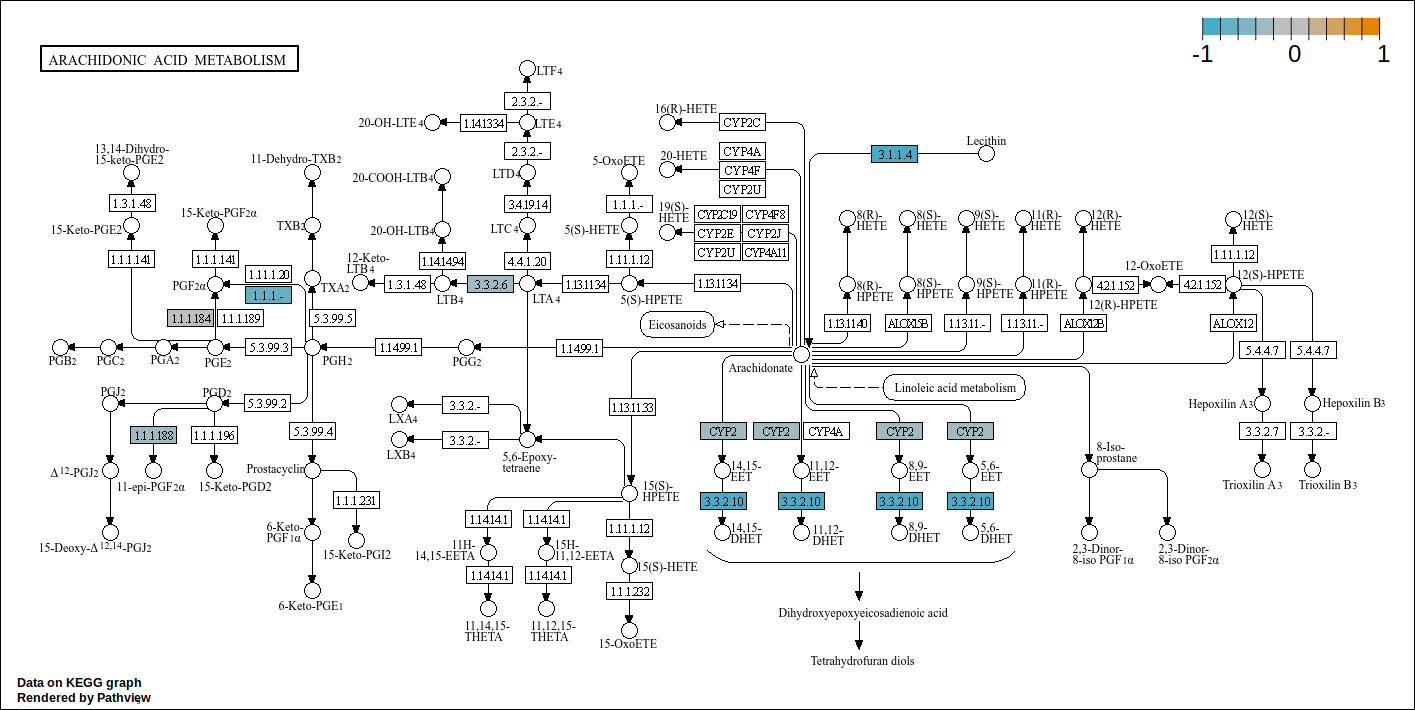 -1 0 1
ARACHIDONIC ACID METABOLISM
LTF4
2.3.2.-
20-OH-LTE4
1.14.13.34
LTE4
2.3.2.-
16(R)-HETE
CYP2C
CYP4A
20-HETE
CYP4F
CYP2U
3.1.1.4
Lecithin
13,14-Dihydro-
15-keto-PGE2
11-Dehydro-TXB2
20-COOH-LTB4
LTD4
5-OxoETE
1.3.1.48
3.4.19.14
1.1.1.-
19(S)-
HETE
CYP2C19
CYP4F8
CYP2E
CYP2J
CYP2U
CYP4A11
15-Keto-PGF2α
15-Keto-PGE2
TXB2
20-OH-LTB4
LTC4
5(S)-HETE
8(R)-
HETE
8(S)-
HETE
9(S)-
HETE
11(R)-
HETE
12(R)-
HETE
12(S)-
HETE
1.1.1.141
1.1.1.141
1.14.14.94
4.4.1.20
1.11.1.12
1.11.1.12
12-Keto-
LTB4
1.11.1.20
PGF2α
1.1.1.-
TXA2
1.3.1.48
LTB4
3.3.2.6
LTA4
1.13.11.34
5(S)-HPETE
1.13.11.34
8(R)-
HPETE
8(S)-
HPETE
9(S)-
HPETE
11(R)-
HPETE
12(R)-HPETE
4.2.1.152
12-OxoETE
4.2.1.152
12(S)-HPETE
1.1.1.184
1.1.1.189
5.3.99.5
Eicosanoids
1.13.11.40
ALOX15B
1.13.11.-
1.13.11.-
ALOX12B
ALOX12
PGB2
PGC2
PGA2
PGE2
5.3.99.3
PGH2
1.14.99.1
PGG2
1.14.99.1
Arachidonate
5.4.4.7
5.4.4.7
Linoleic acid metabolism
PGJ2
PGD2
5.3.99.2
LXA4
3.3.2.-
1.13.11.33
Hepoxilin A3
Hepoxilin B3
1.1.1.188
1.1.1.196
5.3.99.4
LXB4
3.3.2.-
5,6-Epoxy-
tetraene
CYP2
CYP2
CYP4A
CYP2
CYP2
3.3.2.7
3.3.2.-
Δ12-PGJ2
11-epi-PGF2α
15-Keto-PGD2
Prostacyclin
14,15-
EET
11,12-
EET
8,9-
EET
5,6-
EET
8-Iso-
prostane
Trioxilin A3
Trioxilin B3
1.1.1.231
15(S)-
HPETE
3.3.2.10
3.3.2.10
3.3.2.10
3.3.2.10
1.14.14.1
1.14.14.1
1.11.1.12
15-Deoxy-Δ12,14-PGJ2
6-Keto-
PGF1α
15-Keto-PGI2
11H-
14,15-EETA
15H-
11,12-EETA
14,15-
DHET
11,12-
DHET
8,9-
DHET
5,6-
DHET
2,3-Dinor-
8-iso PGF1α
2,3-Dinor-
8-iso PGF2α
1.14.14.1
1.14.14.1
15(S)-HETE
1.1.1.232
6-Keto-PGE1
11,14,15-
THETA
11,12,15-
THETA
15-OxoETE
Dihydroxyepoxyeicosadienoic acid
Tetrahydrofuran diols
Data on KEGG graph
Rendered by Pathview